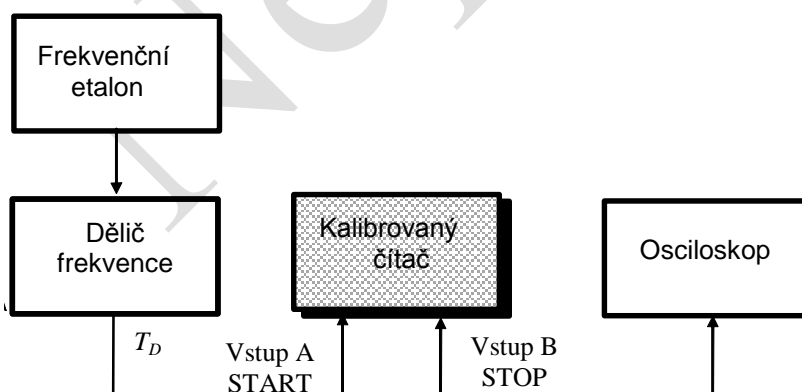 Frekvenční
etalon
Dělič
frekvence
Kalibrovaný
čítač
Osciloskop
T_D
Vstup A
START
Vstup B
STOP